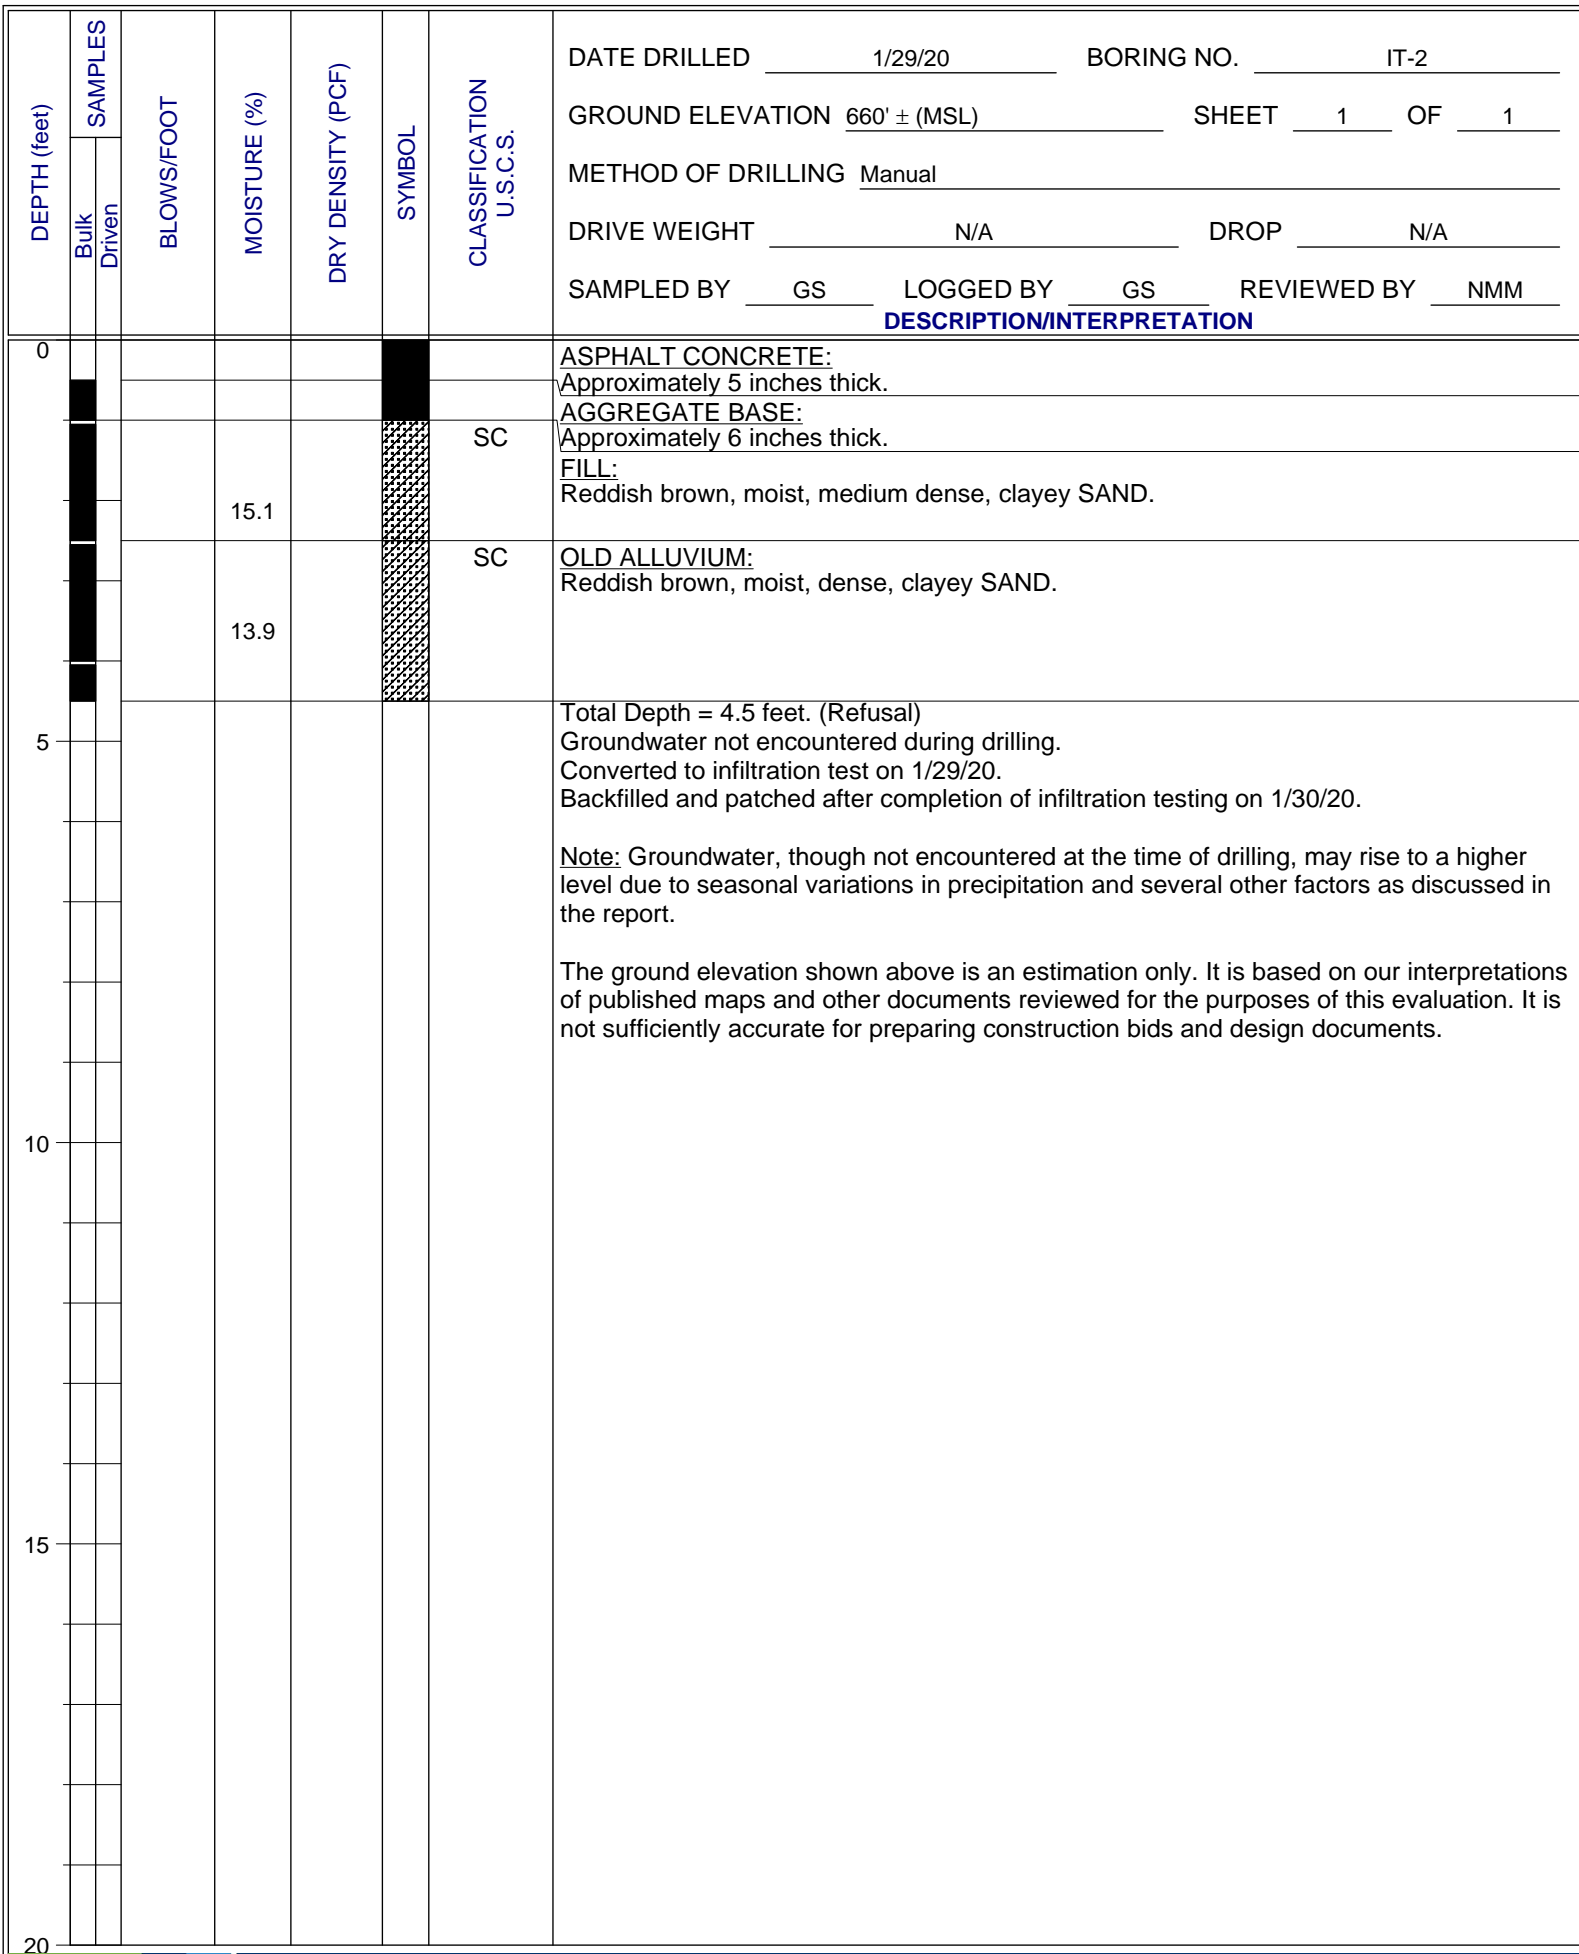 DEPTH (feet)
SAMPLES
Bulk
Driven
BLOWS/FOOT
MOISTURE (%)
DRY DENSITY (PCF)
SYMBOL
CLASSIFICATION
U.S.C.S.
DATE DRILLED 1/29/20 BORING NO. IT-2
GROUND ELEVATION 660' ± (MSL) SHEET 1 OF 1
METHOD OF DRILLING Manual
DRIVE WEIGHT N/A DROP N/A
SAMPLED BY GS LOGGED BY GS REVIEWED BY NMM
DESCRIPTION/INTERPRETATION
0
ASPHALT CONCRETE:
Approximately 5 inches thick.
AGGREGATE BASE:
SC Approximately 6 inches thick.
FILL:
Reddish brown, moist, medium dense, clayey SAND.
15.1
SC OLD ALLUVIUM:
Reddish brown, moist, dense, clayey SAND.
13.9
Total Depth = 4.5 feet. (Refusal)
5 Groundwater not encountered during drilling.
Converted to infiltration test on 1/29/20.
Backfilled and patched after completion of infiltration testing on 1/30/20.
Note: Groundwater, though not encountered at the time of drilling, may rise to a higher
level due to seasonal variations in precipitation and several other factors as discussed in
the report.
The ground elevation shown above is an estimation only. It is based on our interpretations
of published maps and other documents reviewed for the purposes of this evaluation. It is
not sufficiently accurate for preparing construction bids and design documents.
10
15
20